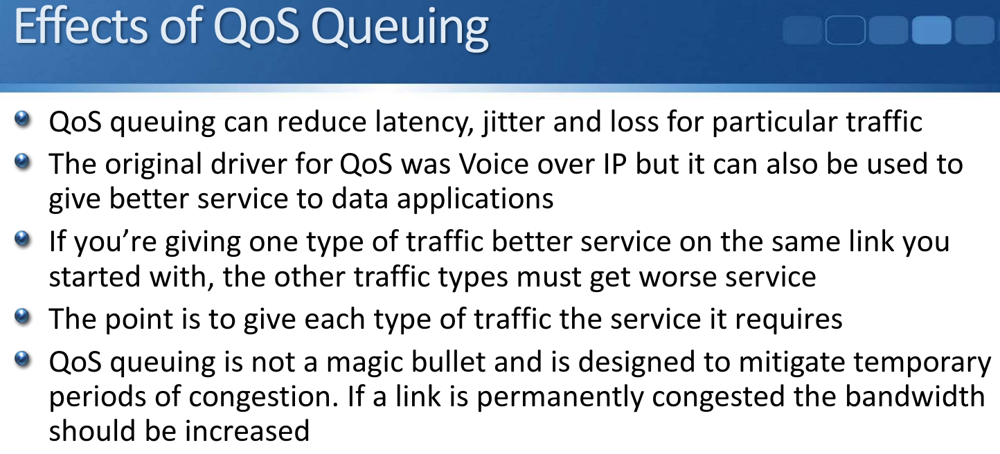 Effects of QoS Queuing
QoS queuing can reduce latency, jitter and loss for particular traffic
The original driver for QoS was Voice over IP but it can also be used to
give better service to data applications
If you’re giving one type of traffic better service on the same link you
started with, the other traffic types must get worse service
The point is to give each type of traffic the service it requires
QoS queuing is not a magic bullet and is designed to mitigate temporary
periods of congestion. If a link is permanently congested the bandwidth
should be increased